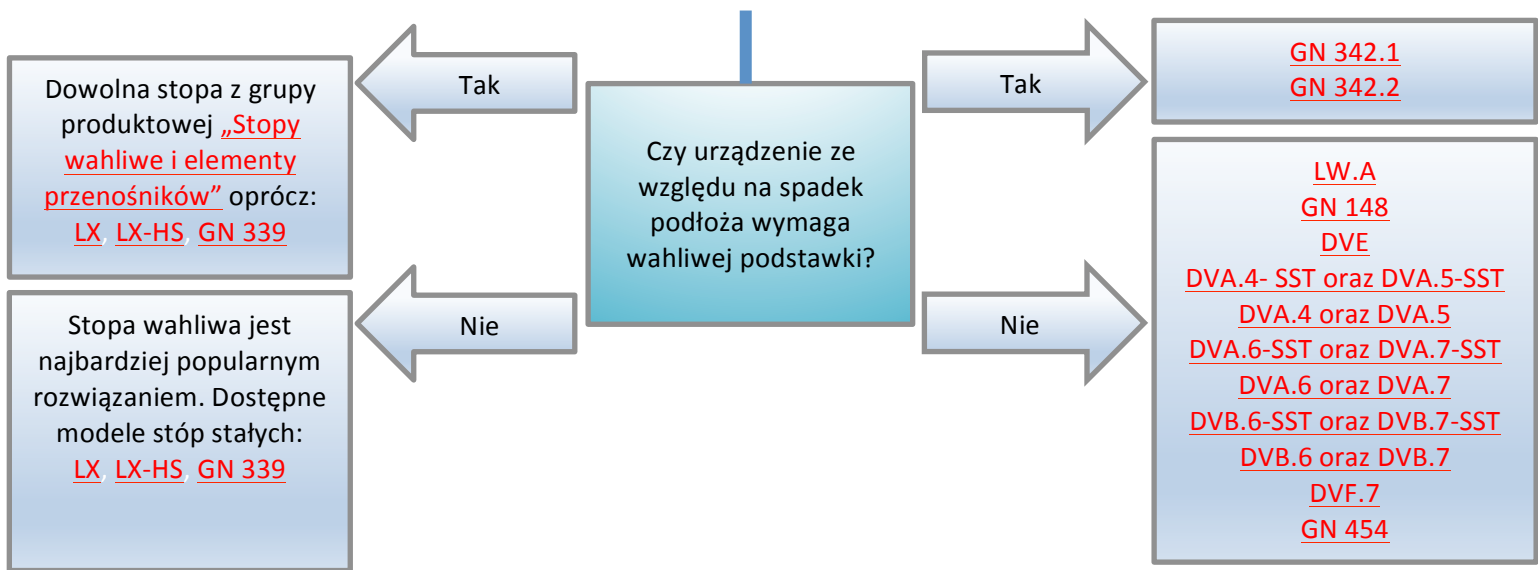 Dowolna stopa z grupy
produktowej „Stopy
wahliwe i elementy
przenośników” oprócz:
LX, LX-HS, GN 339
Tak
Stopa wahliwa jest
najbardziej popularnym
rozwiązaniem. Dostępne
modele stóp stałych:
LX, LX-HS, GN 339
Nie
Czy urządzenie ze
względu na spadek
podłoża wymaga
wahliwej podstawki?
Tak
GN 342.1
GN 342.2
Nie
LW.A
GN 148
DVE
DVA.4- SST oraz DVA.5-SST
DVA.4 oraz DVA.5
DVA.6-SST oraz DVA.7-SST
DVA.6 oraz DVA.7
DVB.6-SST oraz DVB.7-SST
DVB.6 oraz DVB.7
DVF.7
GN 454